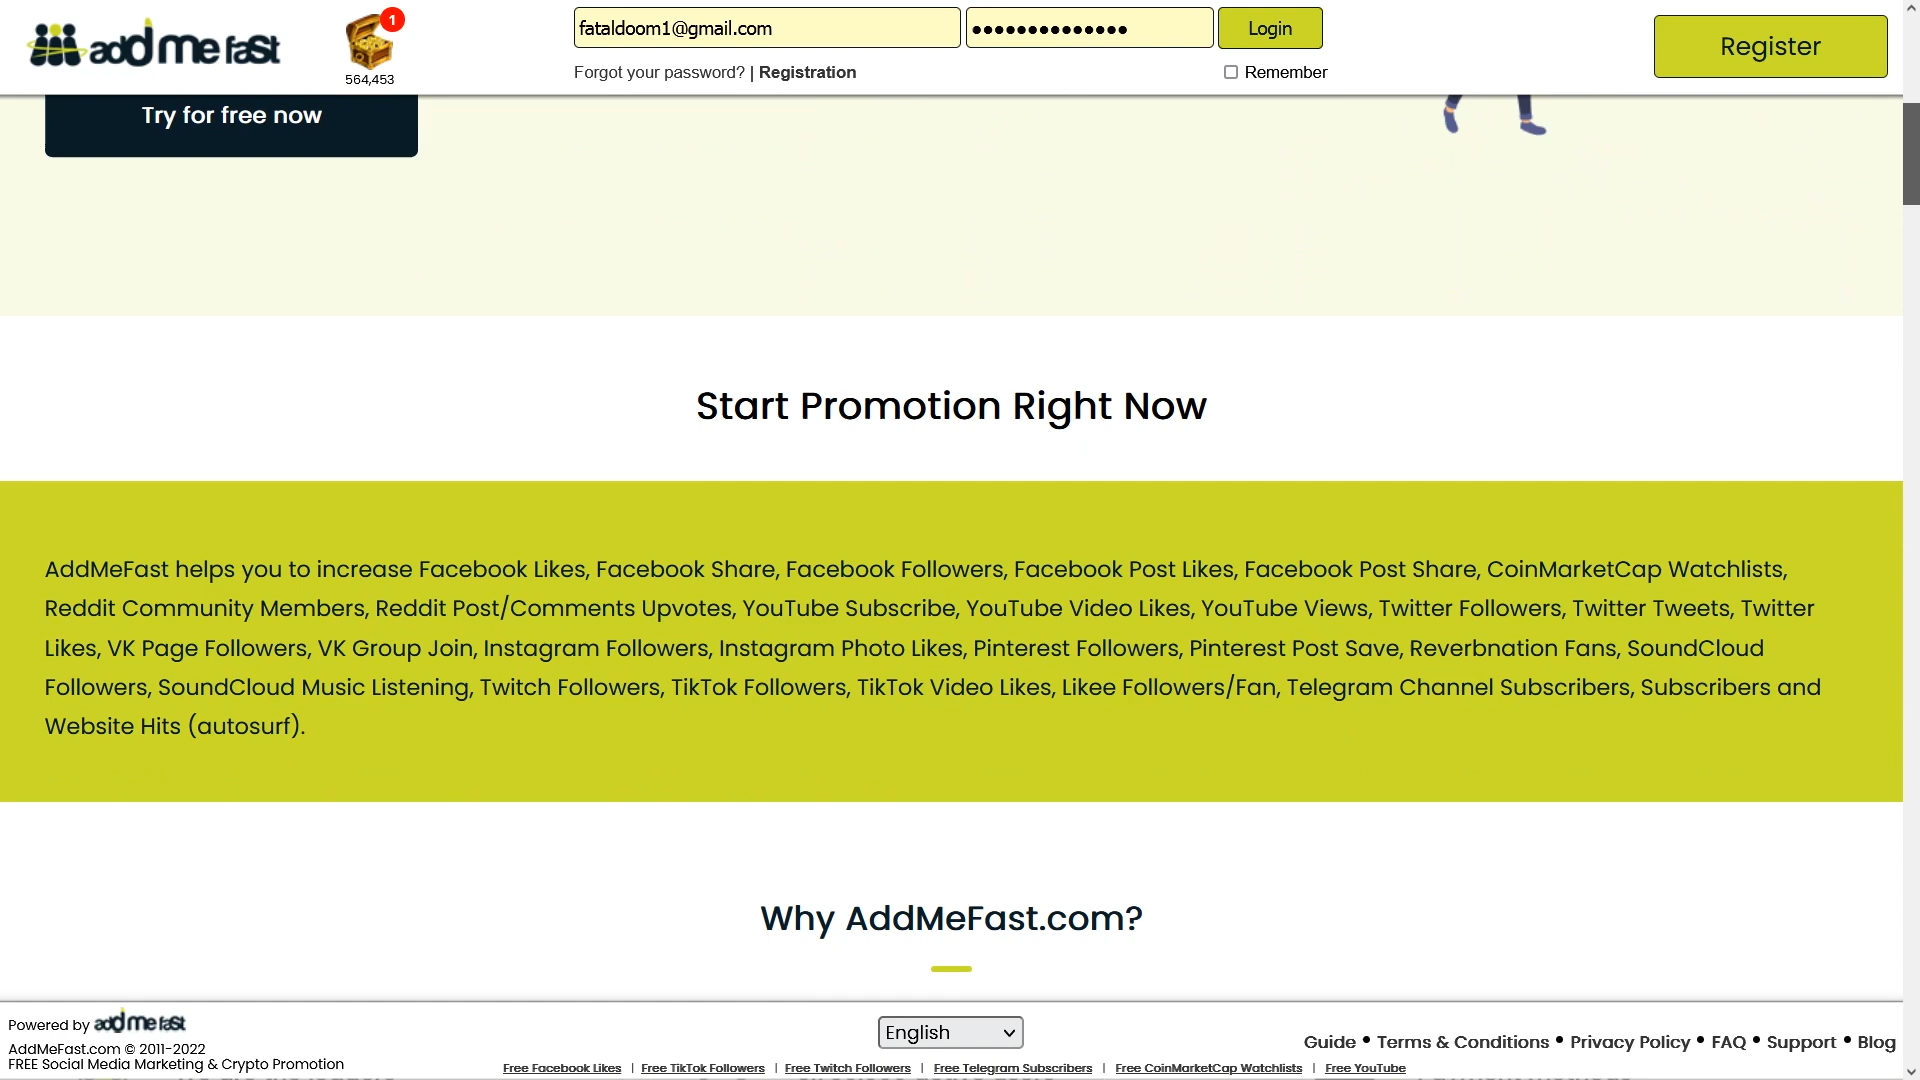 add me fast
1
564,453
fataldoom1@gmail.com
●●●●●●●●●●●●●●
Login
Forgot your password? | Registration
Remember
Register
Try for free now
Start Promotion Right Now
AddMeFast helps you to increase Facebook Likes, Facebook Share, Facebook Followers, Facebook Post Likes, Facebook Post Share, CoinMarketCap Watchlists,
Reddit Community Members, Reddit Post/Comments Upvotes, YouTube Subscribe, YouTube Video Likes, YouTube Views, Twitter Followers, Twitter Tweets, Twitter
Likes, VK Page Followers, VK Group Join, Instagram Followers, Instagram Photo Likes, Pinterest Followers, Pinterest Post Save, Reverbnation Fans, SoundCloud
Followers, SoundCloud Music Listening, Twitch Followers, TikTok Followers, TikTok Video Likes, Likee Followers/Fan, Telegram Channel Subscribers, Subscribers and
Website Hits (autosurf).
Why AddMeFast.com?
Powered by add me fast
AddMeFast.com © 2011-2022
FREE Social Media Marketing & Crypto Promotion
English
Guide • Terms & Conditions • Privacy Policy • FAQ • Support • Blog
Free Facebook Likes | Free TikTok Followers | Free Twitch Followers | Free Telegram Subscribers | Free CoinMarketCap Watchlists | Free YouTube